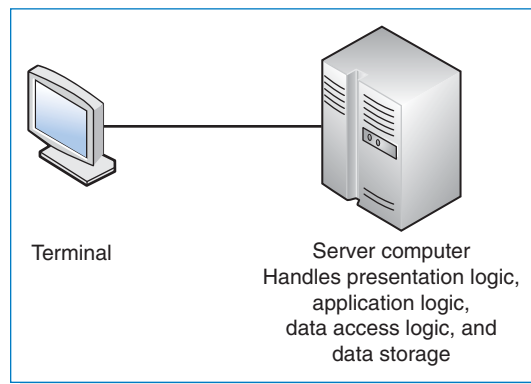 Terminal
Server computer
Handles presentation logic,
application logic,
data access logic, and
data storage